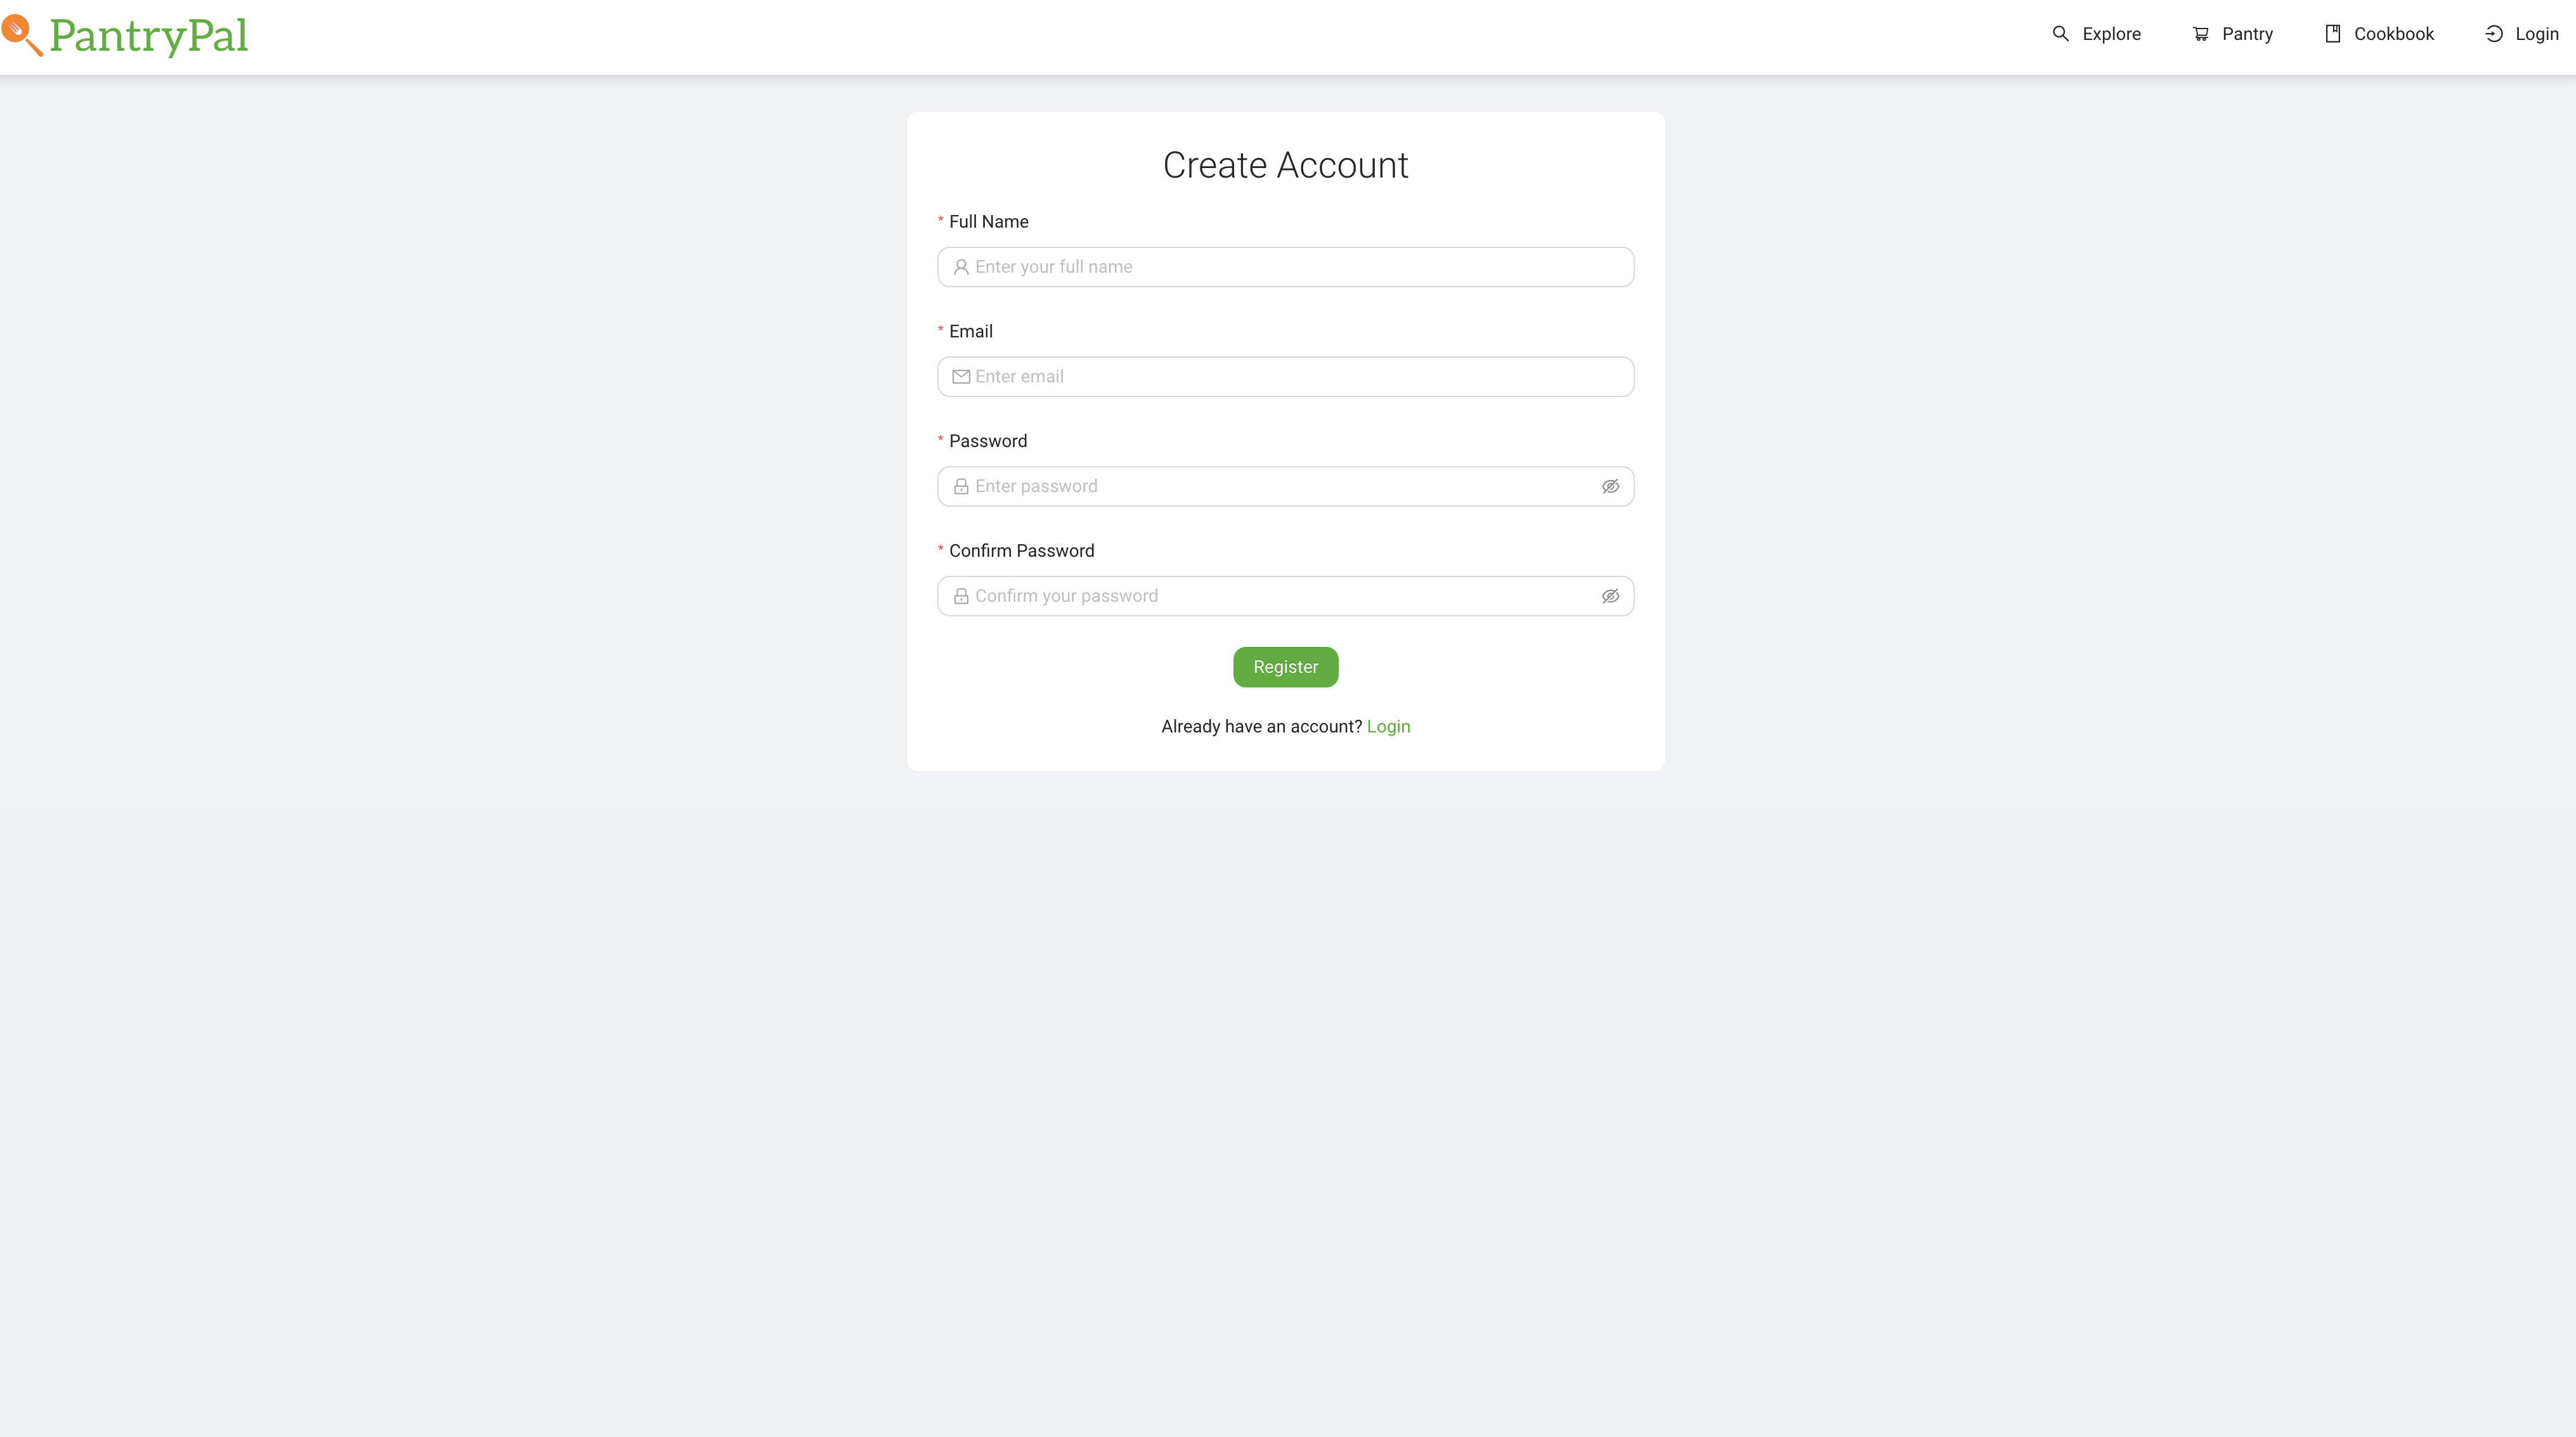 PantryPal
Explore
Pantry
Cookbook
Login
Create Account
* Full Name
Enter your full name
* Email
Enter email
* Password
Enter password
* Confirm Password
Confirm your password
Register
Already have an account? Login